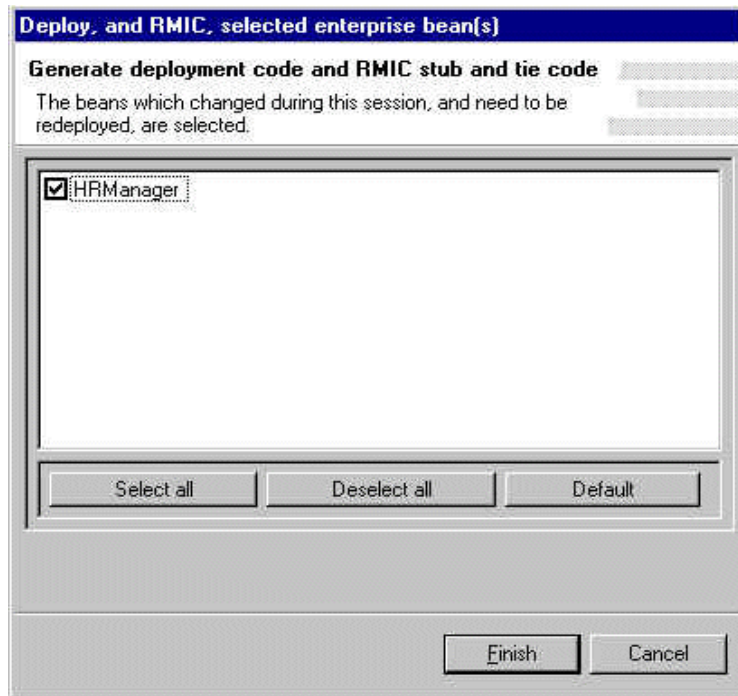 Deploy, and RMIC, selected enterprise bean(s)
Generate deployment code and RMIC stub and tie code
The beans which changed during this session, and need to be
redeployed, are selected.
HRManager
Select all Deselect all Default
Finish Cancel